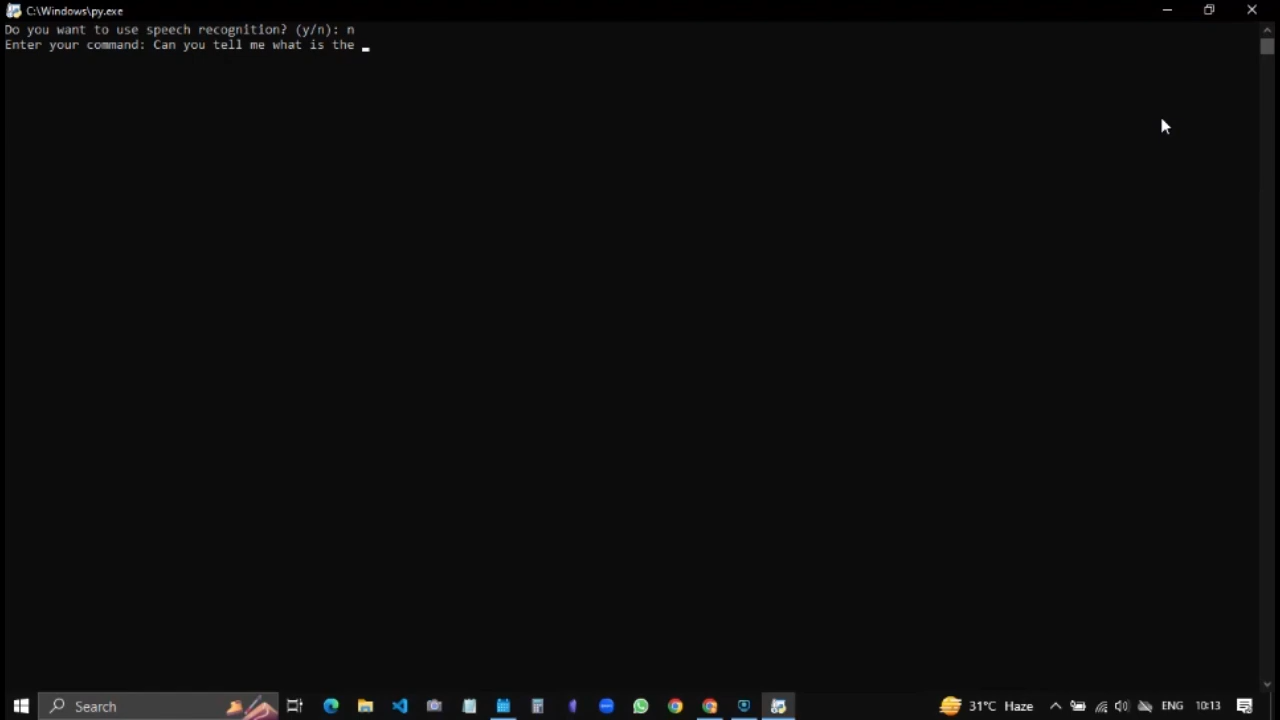 C:\Windows\py.exe
Do you want to use speech recognition? (y/n): n
Enter your command: Can you tell me what is the
Search
31°C Haze
ENG
10:13